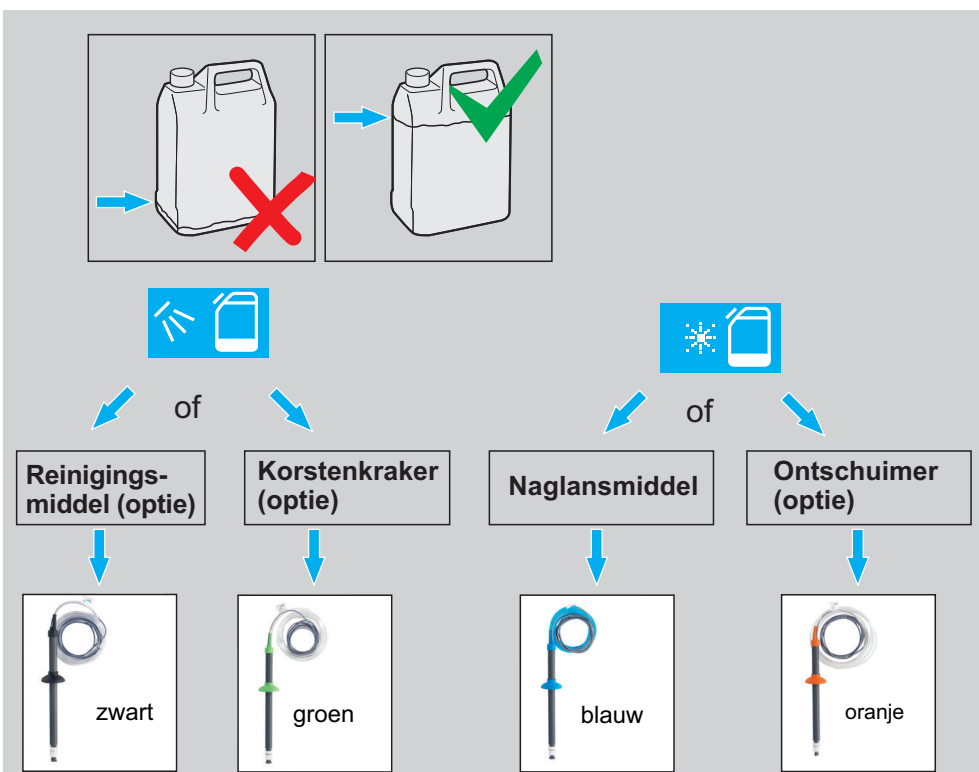 of
of
Reinigings-
middel (optie)
Korstenkraker
(optie)
Naglansmiddel
Ontschuimer
(optie)
zwart
groen
blauw
oranje